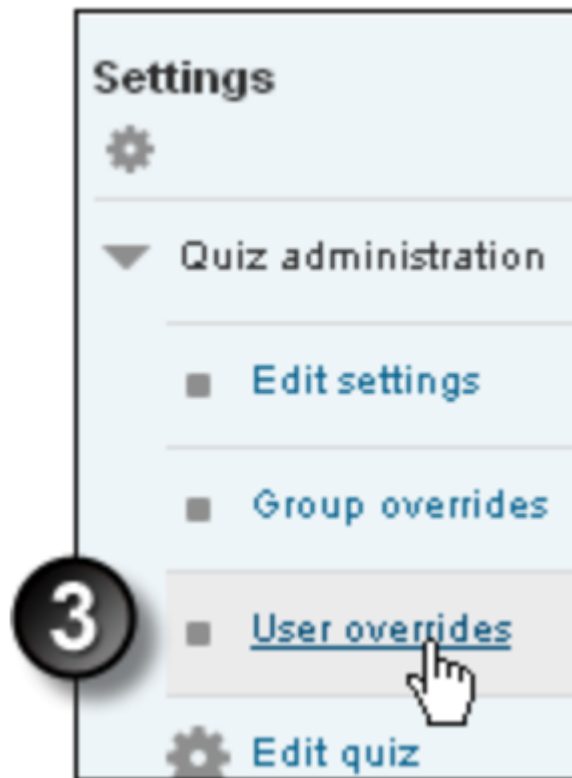 Settings
Quiz administration
Edit settings
Group overrides
3
User overrides
Edit quiz